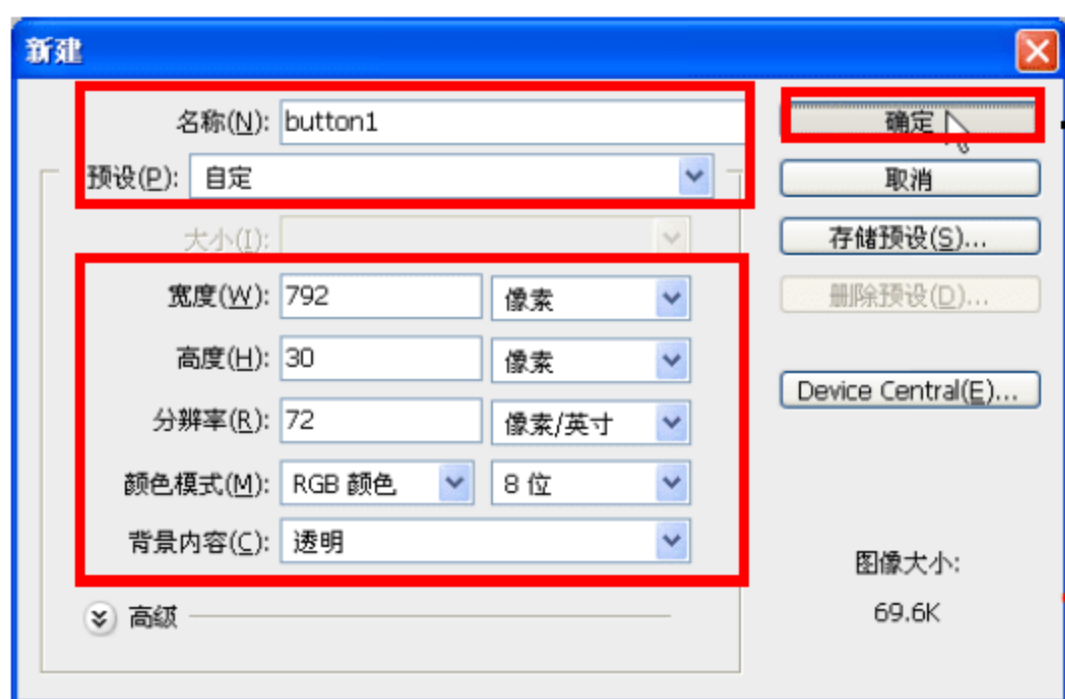 新建
名称(N): button1
确定
预设(P): 自定
取消
大小(I):
存储预设(S)...
宽度(W): 792 像素
删除预设(D)...
高度(H): 30 像素
Device Central(E)...
分辨率(R): 72 像素/英寸
颜色模式(M): RGB 颜色 8 位
背景内容(C): 透明
图像大小:
高级
69.6K